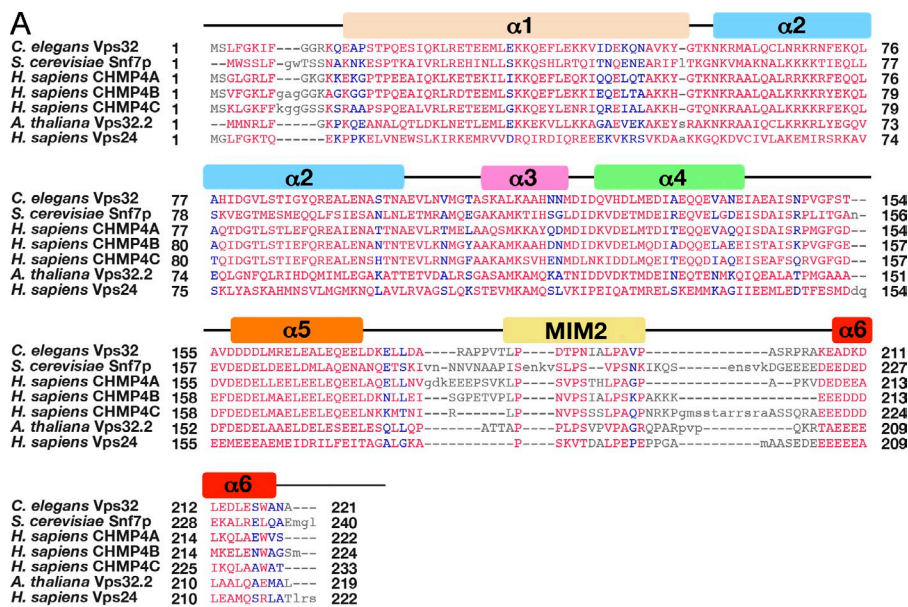 A
α1 α2
C. elegans Vps32 1 MSLFGKIF---GGRKQEAPSTPQESIQKLRETEEMLEKKQEFLEKKVIDEKQNAVKY-GTKNKRMALQCLNRKRNFEKQL 76
S. cerevisiae Snf7p 1 --MWSSLFgwTSSNAKNKESPTKAIVRLREHINLLSKKQSHLRTQITNQENEARIFlTKGNKVMAKNALKKKKTIEQLL 77
H. sapiens CHMP4A 1 MSGLGRLF---GKGKKEKGPTPEEAIQKLKETEKILIKKQEFLEQKIQQELQTAKKY-GTKNKRAALQALRRKKRFEQQL 76
H. sapiens CHMP4B 1 MSVFGKLFgagGGKAGKGGPTPQEAIQRLRDTEEMLSKKQEFLEKKIEQELTAAKKH-GTKNKRAALQALKRKKRYEKQL 79
H. sapiens CHMP4C 1 MSKLGKFFkggGSSKSRAAPSPQEALVRLRETEEMLGKKQEYLENRIQREIALAKKH-GTQNKRAALQALKRKKRFEKQL 79
A. thaliana Vps32.2 1 --MMNRLF---GKPKQEANALQTLDKLNETLEMLEKKEKVLLKKAGAEVEKAKEYsRAKNKRAAIQCLKRKRLYEGQV 73
H. sapiens Vps24 1 MGLFGKTQ------EKPPKELVNEWSLKIRKEMRVVDRQIRDIQREEEKVKRSVKDAaKKGQKDVCIVLAKEMIRSRKAV 74
α2 α3 α4
C. elegans Vps32 77 AHIDGVLSTIGYQREALENASTNAEVLNVMGTASKALKAAHNNMDIDQVHDLMEDIAEQQEVANEIAEAISNPVGFST-- 154
S. cerevisiae Snf7p 78 SKVEGTMESMEQQLFSIESANLNLETMRAMQEGAKAMKTIHSGLDIDKVDETMDEIREQVELGDEISDAISRPLITGAn- 156
H. sapiens CHMP4A 77 AQTDGTLSTLEFQREAIENATTNAEVLRTMELAAQSMKKAYQDMDIDKVDELMTDITEQQEVAQQISDAISRPMGFGD-- 154
H. sapiens CHMP4B 80 AQIDGTLSTIEFQREALENANTNTEVLKNMGYAAKAMKAAHDNMDIDKVDELMQDIADQQELAEEISTAISKPVGFGE-- 157
H. sapiens CHMP4C 80 TQIDGTLSTIEFQREALENSHTNTEVLRNMGFAAKAMKSVHENMDLNKIDDLMQEITEQQDIAQEISEAFSQRVGFGD-- 157
A. thaliana Vps32.2 74 EQLGNFQLRIHDQMIMLEGAKATTETVDALRSGASAMKAMQKATNIDDVDKTMDEINEQTENMKQIQEALATPMGAAA-- 151
H. sapiens Vps24 75 SKLYASKAHMNSVLMGMKNQLAVLRVAGSLQKSTEVMKAMQSLVKIPEIQATMRELSKEMMKAGIIEEMLEDTFESMDdq 154
α5 MIM2 α6
C. elegans Vps32 155 AVDDDDLMRELEALEQEELDKELLDA----RAPPVTLP----DTPNIALPAVP---------------ASRPRAKEADKD 211
S. cerevisiae Snf7p 157 EVDEDELDEELDMLAQENANQETSKIvn-NNVNAAPISenkvSLPS--VPSNKIKQS-------ensvkDGEEEEDEEDED 227
H. sapiens CHMP4A 155 DVDEDELLEELEELEQEELAQELLNVgdkEEEPSVKLP----SVPSTHLPAGP---------------A--PKVDEDEEA 213
H. sapiens CHMP4B 158 EFDEDELMAELEELEQEELDKNLLEI---SGPETVPLP----NVPSIALPSKPAKKK-----------------EEEDDD 213
H. sapiens CHMP4C 158 DFDEDELMAELEELEQEELNKKMTNI---R------LP----NVPSSSLPAQPNRKPgmsstarrsraASSQRAEEEDDD 224
A. thaliana Vps32.2 152 DFDEDELAAELDELESEELESQLLQP-----ATTAP-----PLPSVPVPAGRQPARpvp--------QKRTAEEEE 209
H. sapiens Vps24 155 EEMEEEAEMEIDRILFEITAGALGKA----------P----SKVTDALPEPEPPGA--------mAASEDEEEEEEA 209
α6
C. elegans Vps32 212 LEDLESWANA--- 221
S. cerevisiae Snf7p 228 EKALRELQAEmgl 240
H. sapiens CHMP4A 214 LKQLAEWVS---- 222
H. sapiens CHMP4B 214 MKELENWAGSm-- 224
H. sapiens CHMP4C 225 IKQLAAWAT---- 233
A. thaliana Vps32.2 210 LAALQAEMAL--- 219
H. sapiens Vps24 210 LEAMQSRLATlrs 222